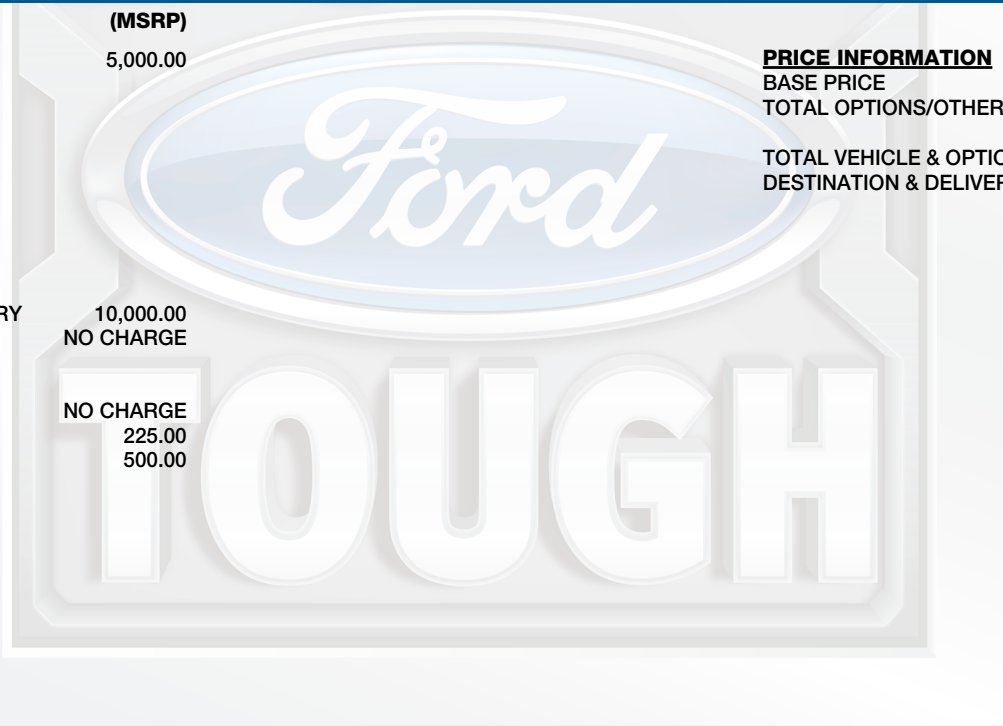 (MSRP)
5,000.00
RY 10,000.00
NO CHARGE
NO CHARGE
225.00
500.00
PRICE INFORMATION
BASE PRICE
TOTAL OPTIONS/OTHER
TOTAL VEHICLE & OPTIO
DESTINATION & DELIVER
Ford
TOUGH